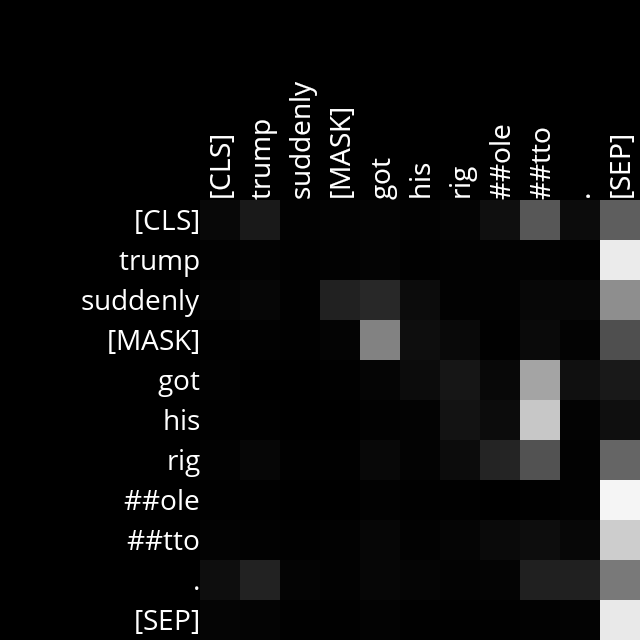 [CLS] trump suddenly [MASK] got his rig ##ole ##tto . [SEP]
[CLS]
trump
suddenly
[MASK]
got
his
rig
##ole
##tto
.
[SEP]